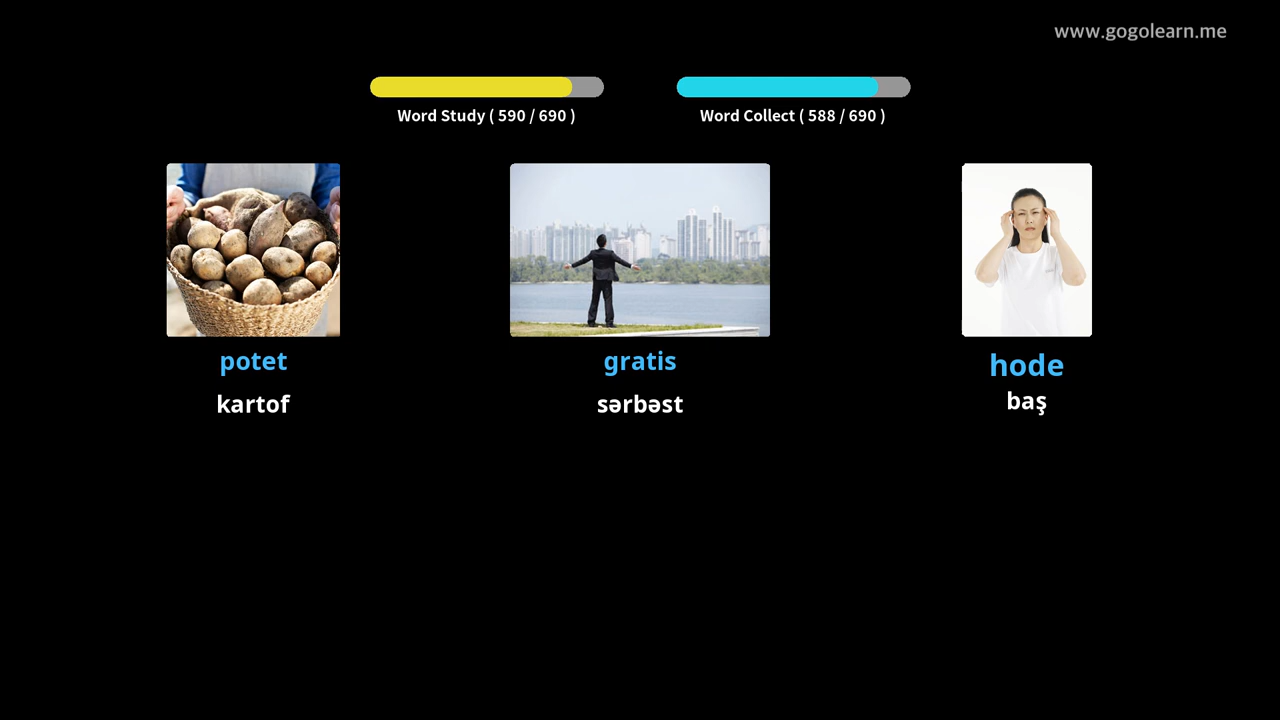 www.gogolearn.me
Word Study ( 590 / 690 )
Word Collect ( 588 / 690 )
potet
kartof
gratis
sərbəst
hode
baş